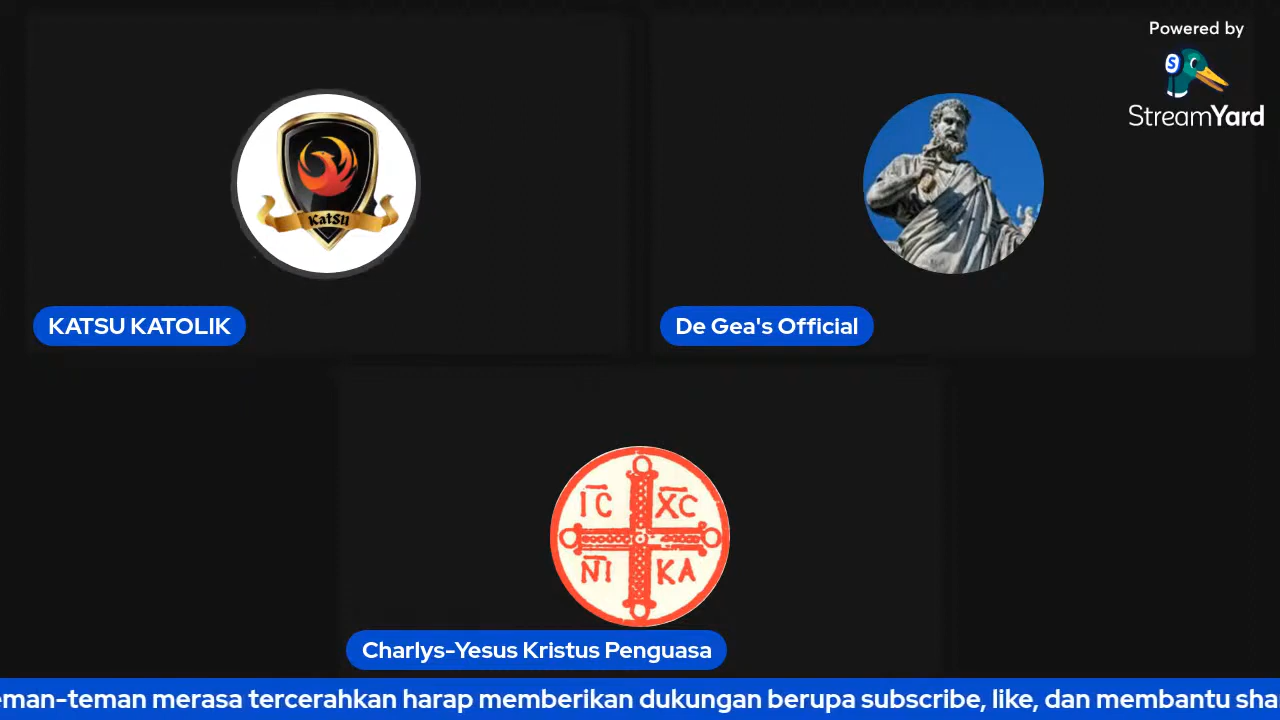 Powered by
S
StreamYard
KatSU
KATSU KATOLIK
De Gea's Official
IC XC
NI KA
Charlys-Yesus Kristus Penguasa
eman-teman merasa tercerahkan harap memberikan dukungan berupa subscribe, like, dan membantu sha